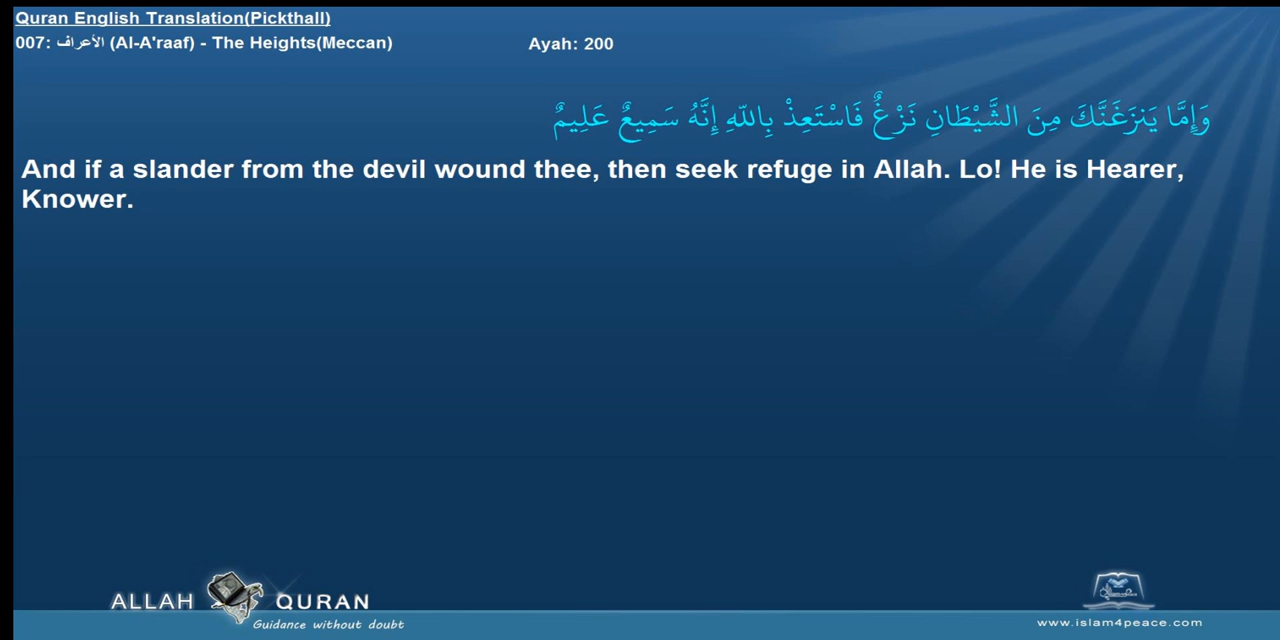 Quran English Translation(Pickthall)
007: الأعراف (Al-A'raaf) - The Heights(Meccan)
Ayah: 200
وَإِمَّا يَنزَغَنَّكَ مِنَ الشَّيْطَانِ نَزْغٌ فَاسْتَعِذْ بِاللّهِ إِنَّهُ سَمِيعٌ عَلِيمٌ
And if a slander from the devil wound thee, then seek refuge in Allah. Lo! He is Hearer,
Knower.
ALLAH QURAN
Guidance without doubt
www.islam4peace.com